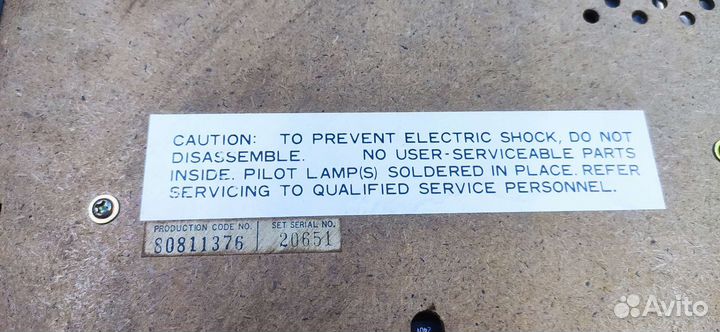 CAUTION: TO PREVENT ELECTRIC SHOCK, DO NOT
DISASSEMBLE. NO USER-SERVICEABLE PARTS
INSIDE. PILOT LAMP(S) SOLDERED IN PLACE. REFER
SERVICING TO QUALIFIED SERVICE PERSONNEL.
PRODUCTION CODE NO. SET SERIAL NO.
80811376 20651
2401
Avito